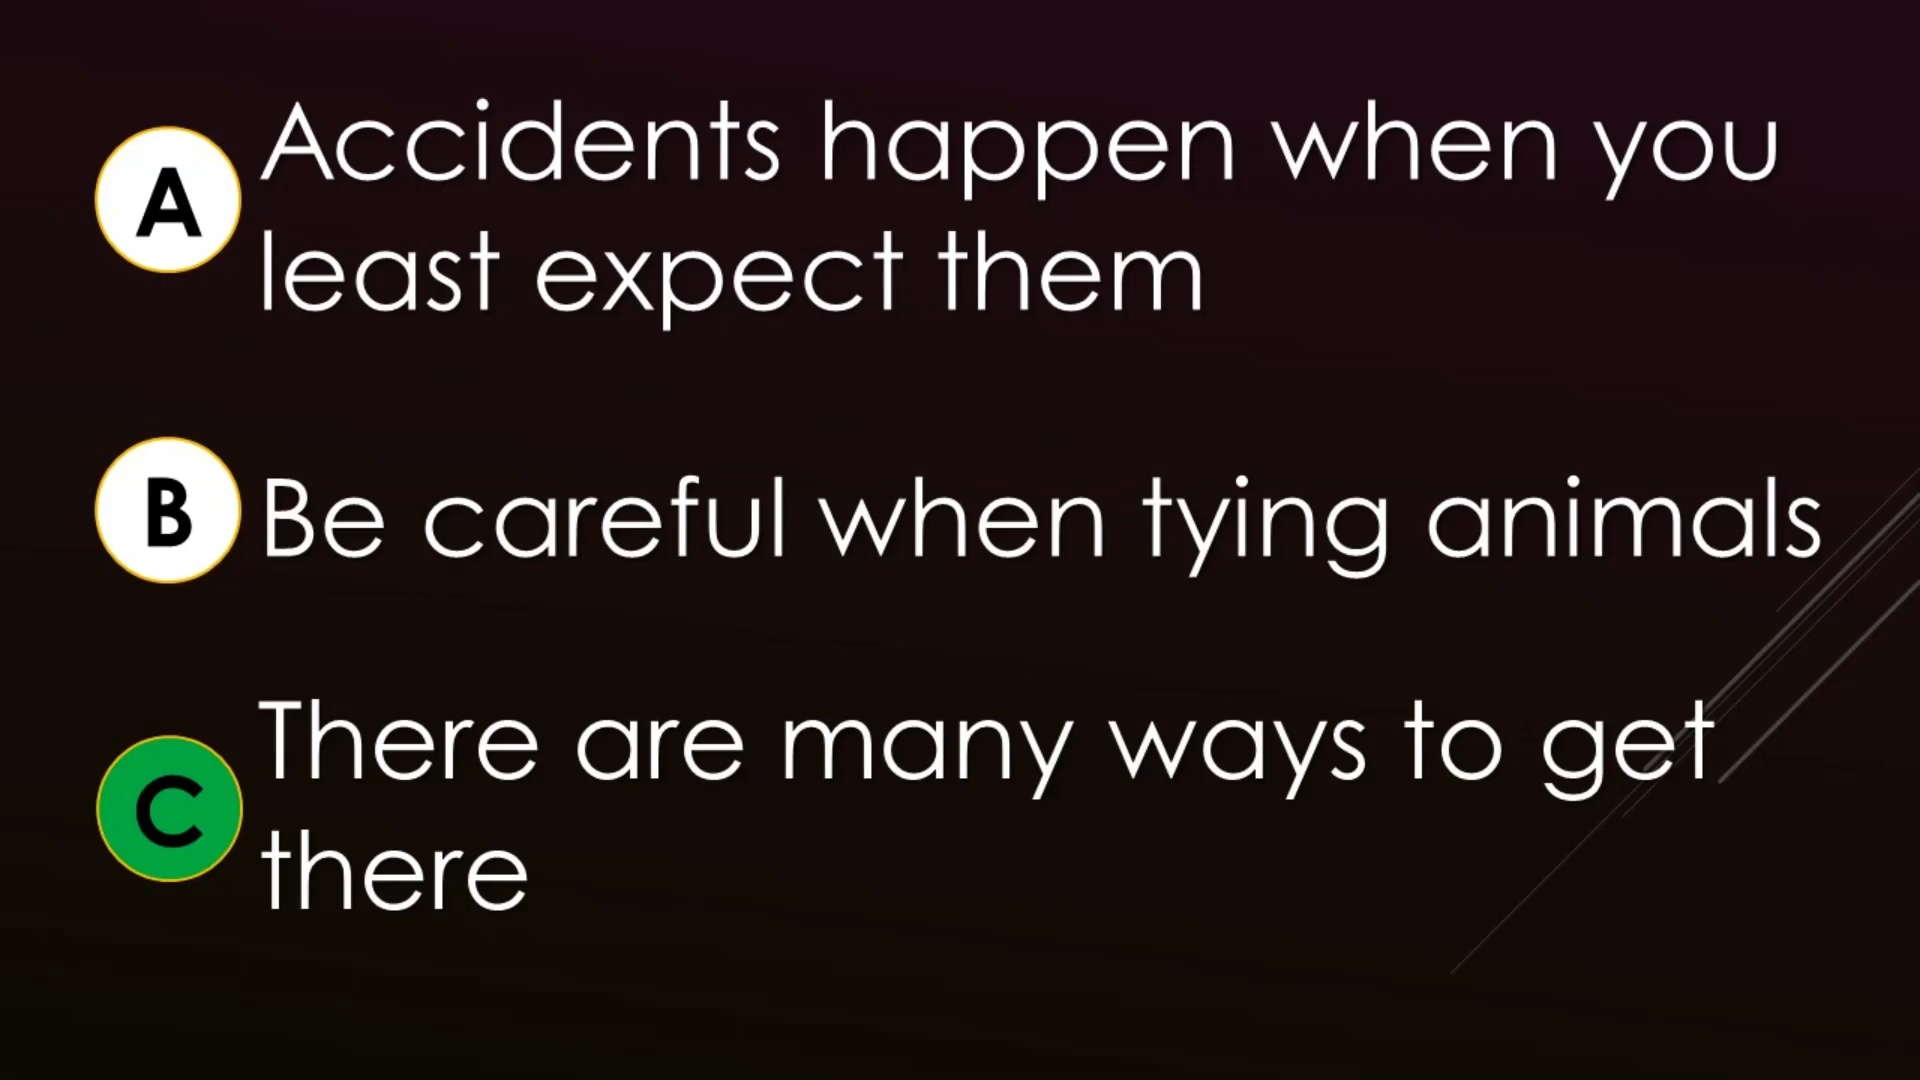 A Accidents happen when you
least expect them
B Be careful when tying animals
C There are many ways to get
there